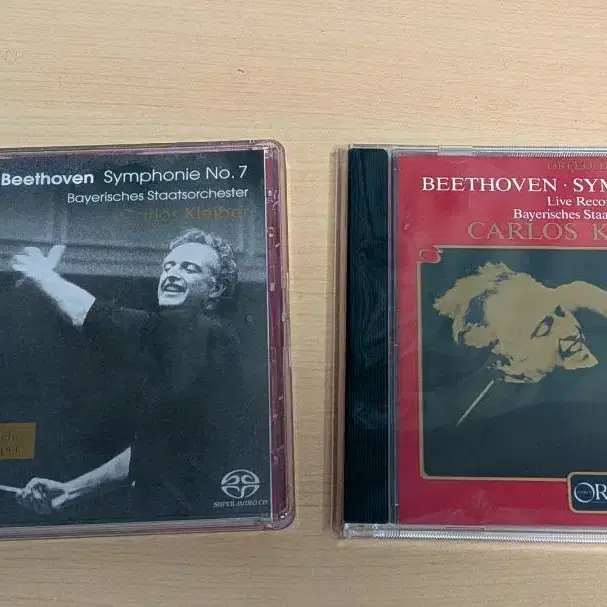 Beethoven Symphonie No. 7
Bayerisches Staatsorchester
Carlos Kleiber
SUPER AUDIO CD
BEETHOVEN · SYM
Live Reco
Bayerisches Staa
CARLOS K
OR